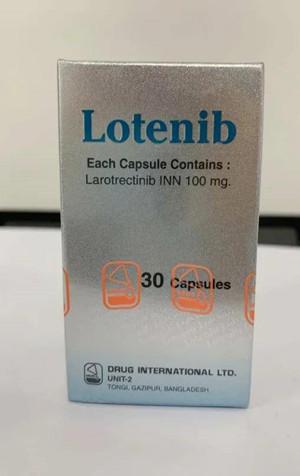 Lotenib
Each Capsule Contains :
Larotrectinib INN 100 mg.
30 Capsules
DRUG INTERNATIONAL LTD.
UNIT-2
TONGI, GAZIPUR, BANGLADESH